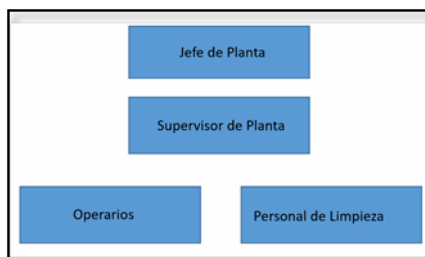 Jefe de Planta
Supervisor de Planta
Operarios
Personal de Limpieza